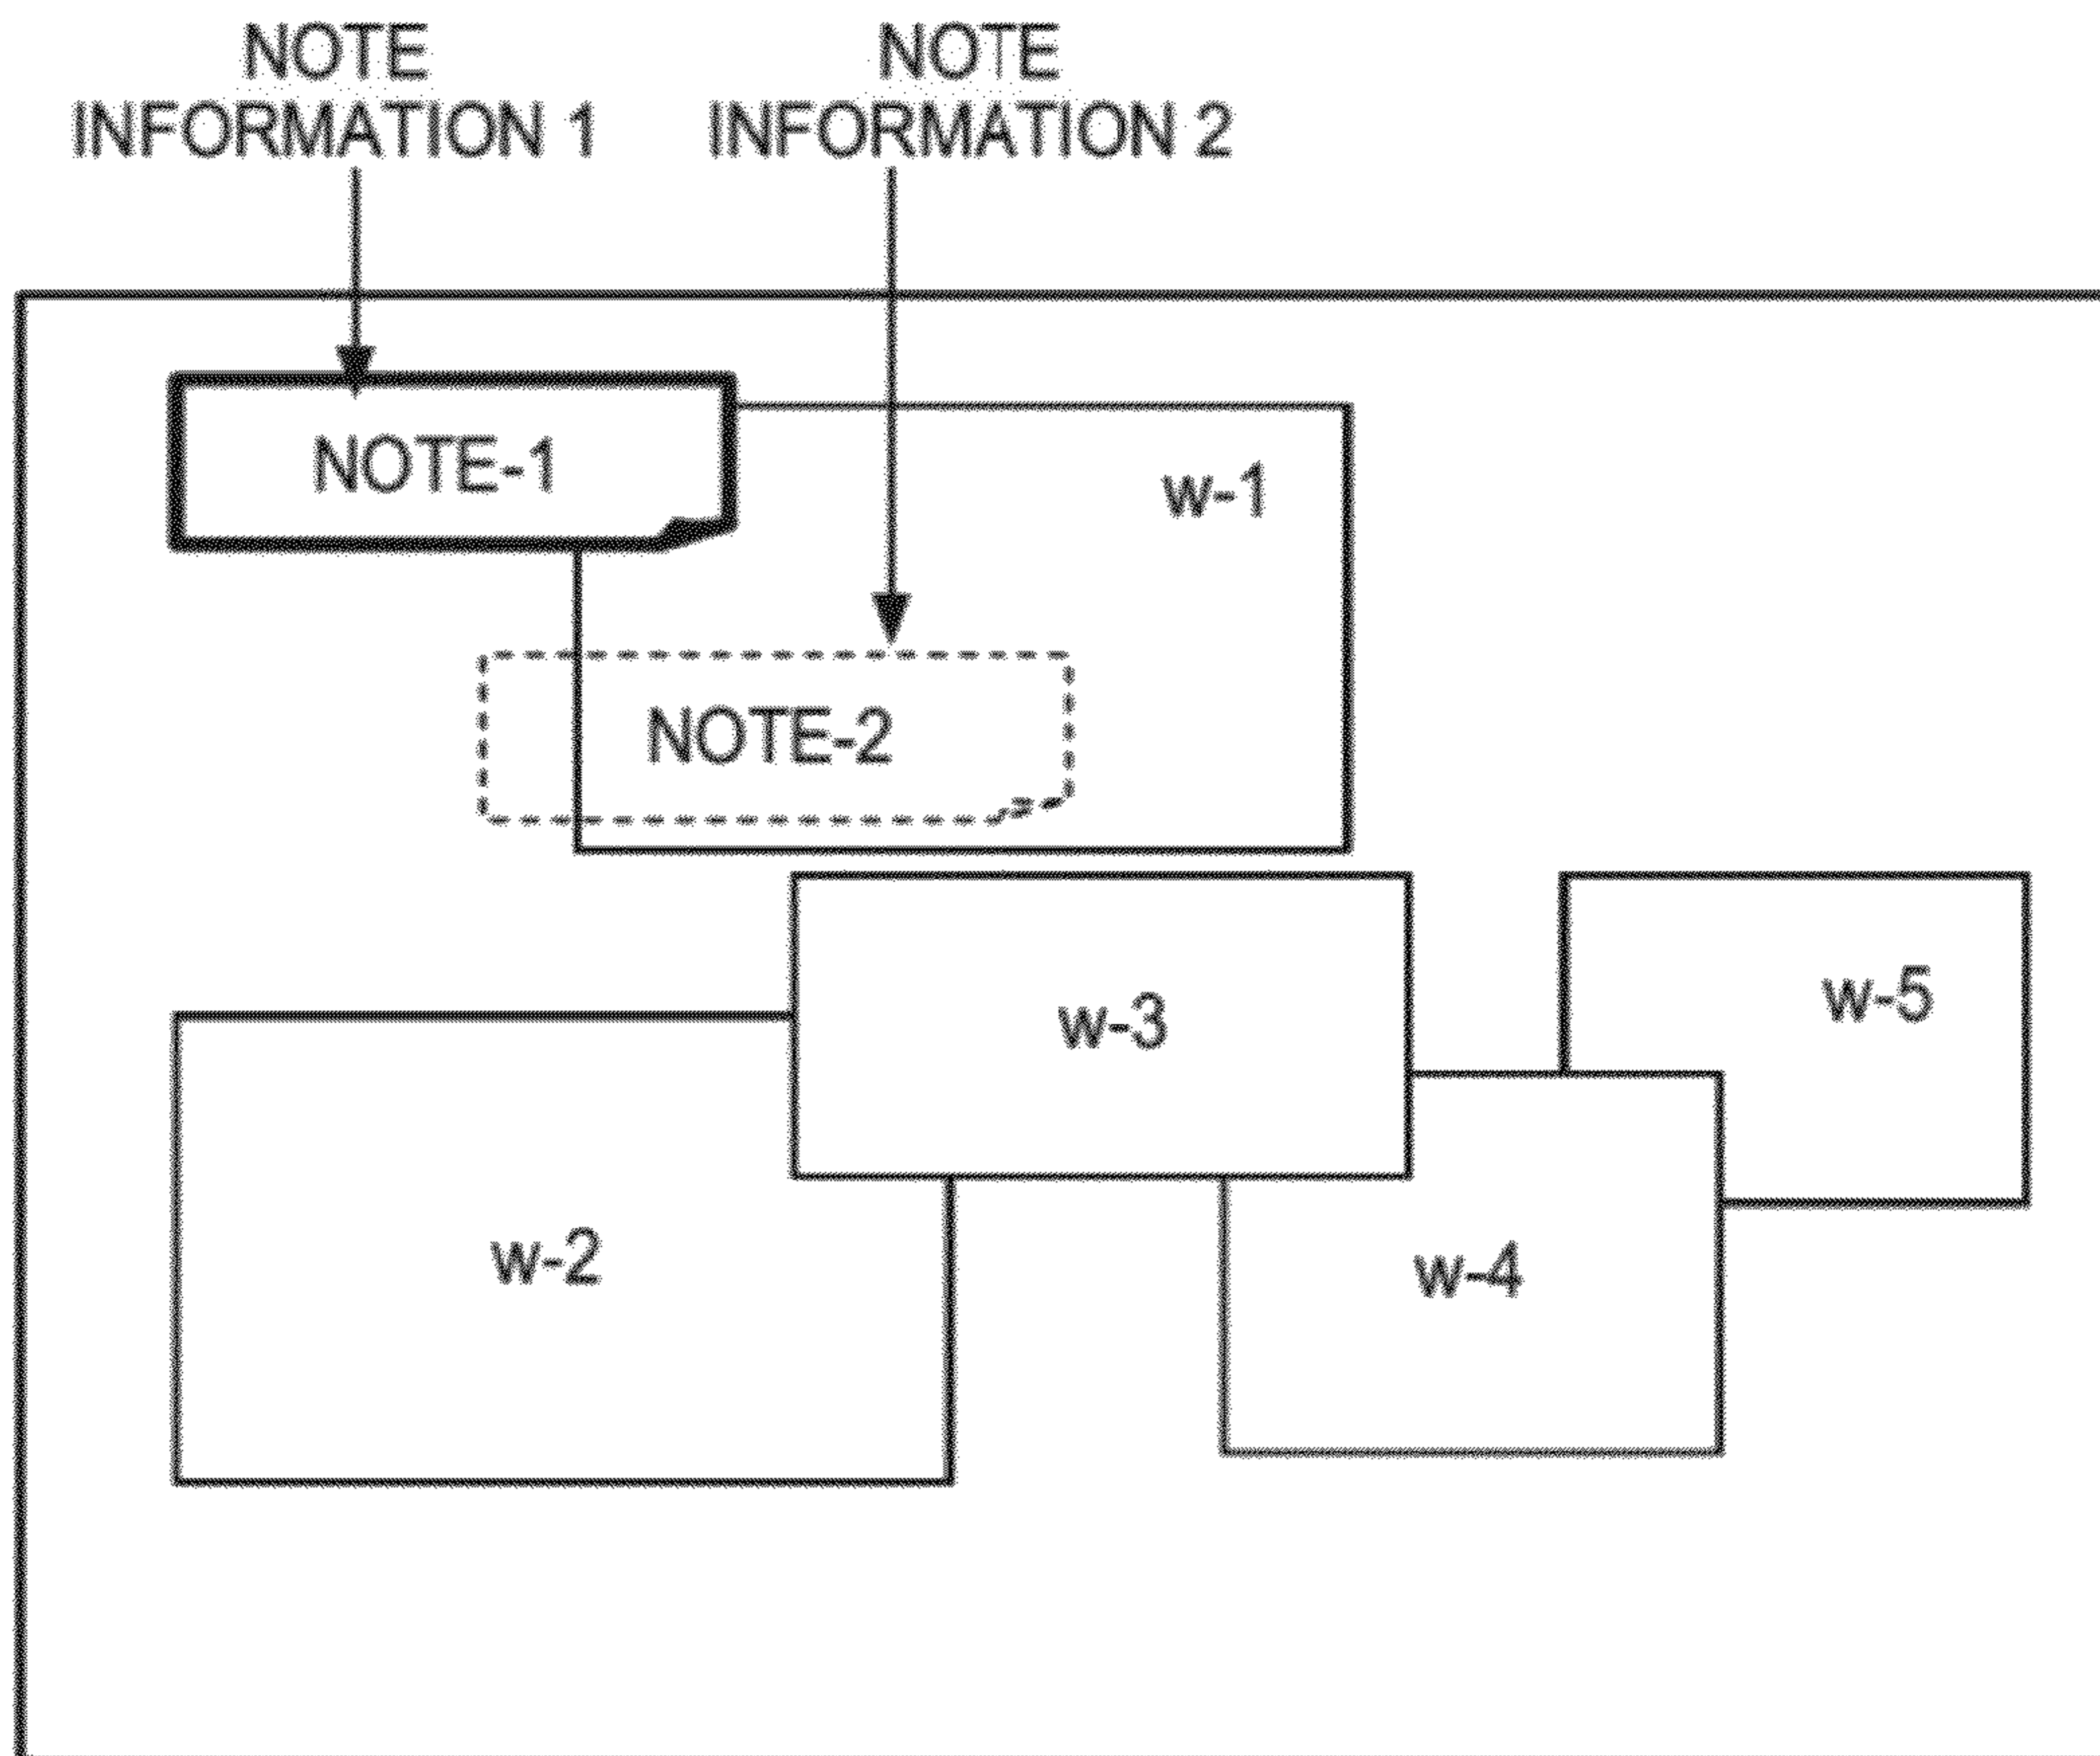 NOTE
INFORMATION 1
NOTE
INFORMATION 2
NOTE-1
w-1
NOTE-2
w-3
w-5
w-2
w-4